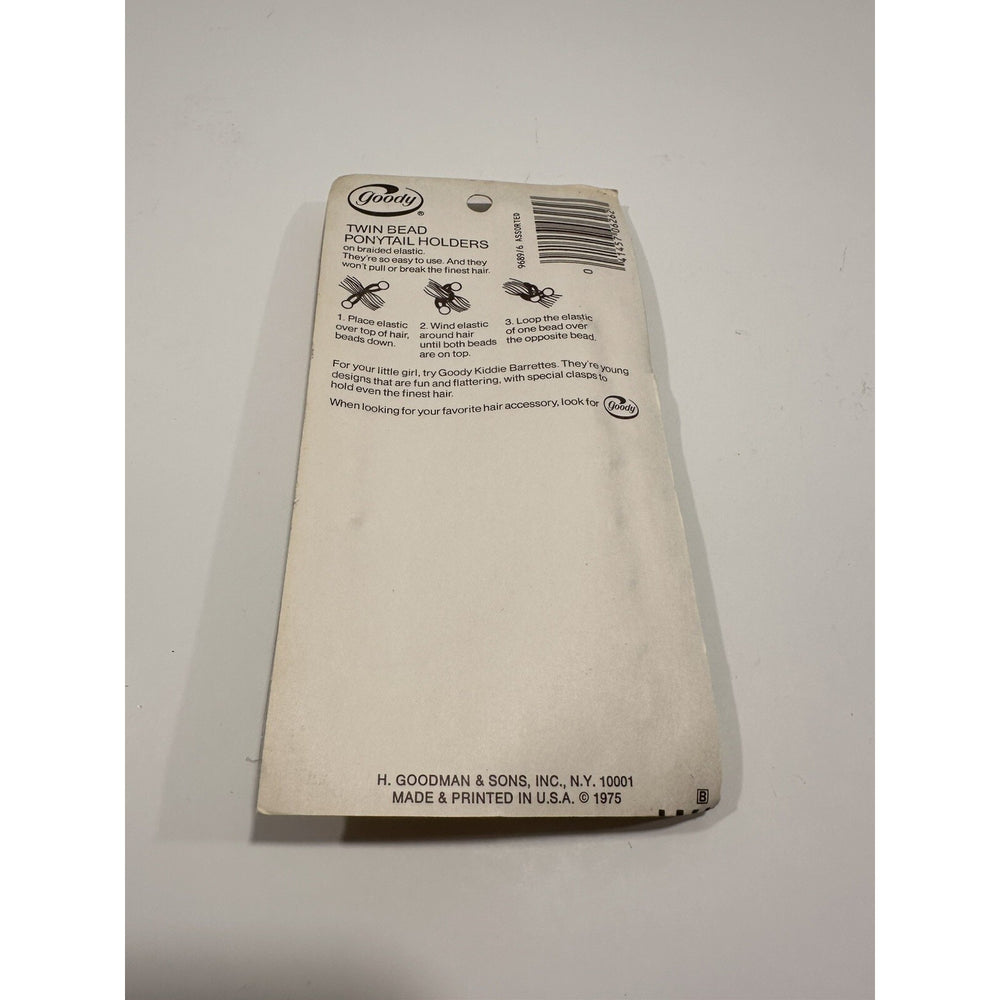 Goody ®
TWIN BEAD
PONYTAIL HOLDERS
on braided elastic.
They're so easy to use. And they
won't pull or break the finest hair.
1. Place elastic
over top of hair,
beads down.
2. Wind elastic
around hair
until both beads
are on top.
3. Loop the elastic
of one bead over
the opposite bead.
For your little girl, try Goody Kiddie Barrettes. They're young
designs that are fun and flattering, with special clasps to
hold even the finest hair.
When looking for your favorite hair accessory, look for Goody
9689/6 ASSORTED
0
41457 06262
H. GOODMAN & SONS, INC., N.Y. 10001
MADE & PRINTED IN U.S.A. © 1975
B